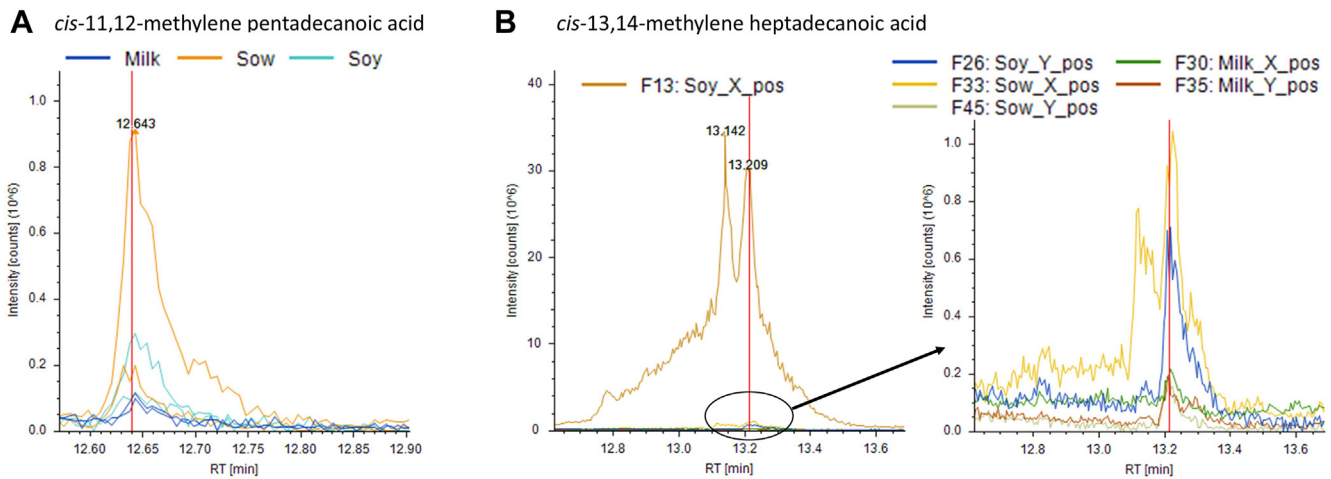 A cis-11,12-methylene pentadecanoic acid
Milk Sow Soy
12.643
Intensity [counts] (10^6)
1.0
0.8
0.6
0.4
0.2
0.0
12.60 12.65 12.70 12.75 12.80 12.85 12.90
RT [min]
B cis-13,14-methylene heptadecanoic acid
F13: Soy_X_pos
13.142
13.209
Intensity [counts] (10^6)
40
30
20
10
0
12.8 13.0 13.2 13.4 13.6
RT [min]
F26: Soy_Y_pos F30: Milk_X_pos
F33: Sow_X_pos F35: Milk_Y_pos
F45: Sow_Y_pos
Intensity [counts] (10^6)
1.0
0.8
0.6
0.4
0.2
0.0
12.8 13.0 13.2 13.4 13.6
RT [min]